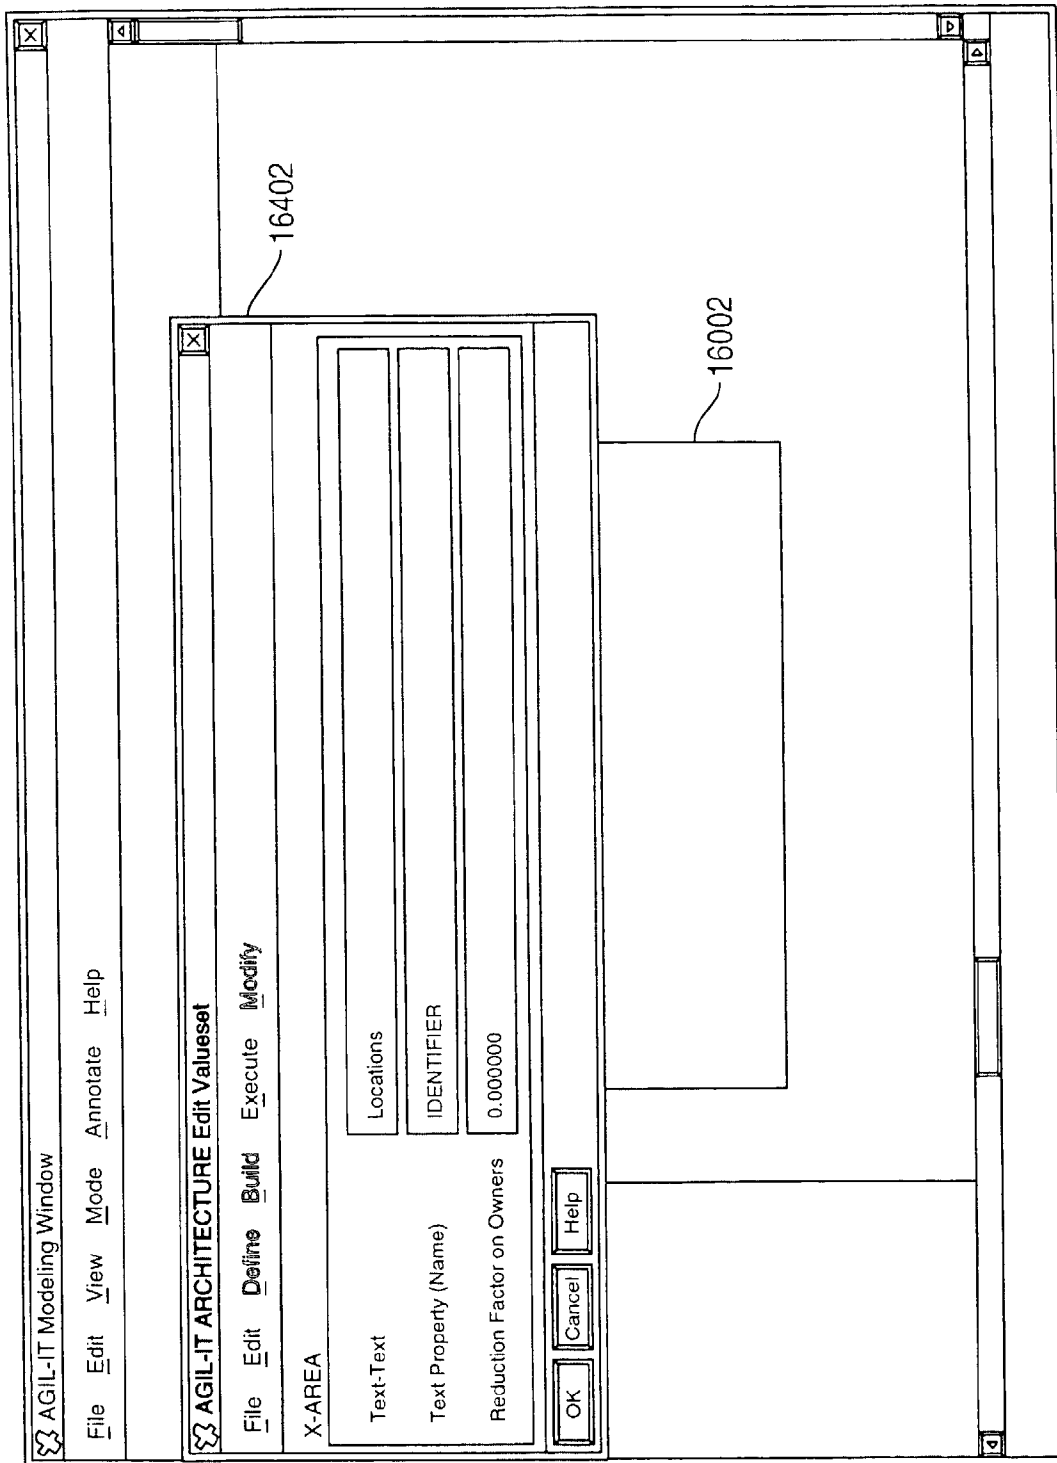 AGIL-IT Modeling Window
File Edit View Mode Annotate Help
AGIL-IT ARCHITECTURE Edit Valueset
File Edit Define Build Execute Modify
X-AREA
Text-Text Locations
Text Property (Name) IDENTIFIER
Reduction Factor on Owners 0.000000
OK Cancel Help
16402
16002